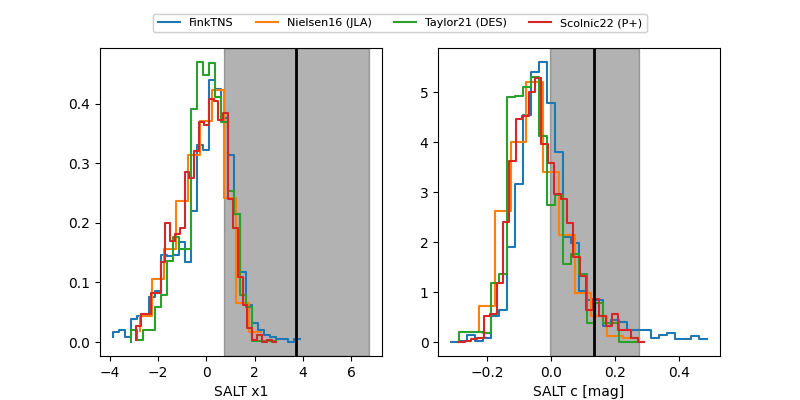 FinkTNS Nielsen16 (JLA) Taylor21 (DES) Scolnic22 (P+)
0.4
0.3
0.2
0.1
0.0
−4 −2 0 2 4 6
SALT x1
5
4
3
2
1
0
−0.2 0.0 0.2 0.4
SALT c [mag]